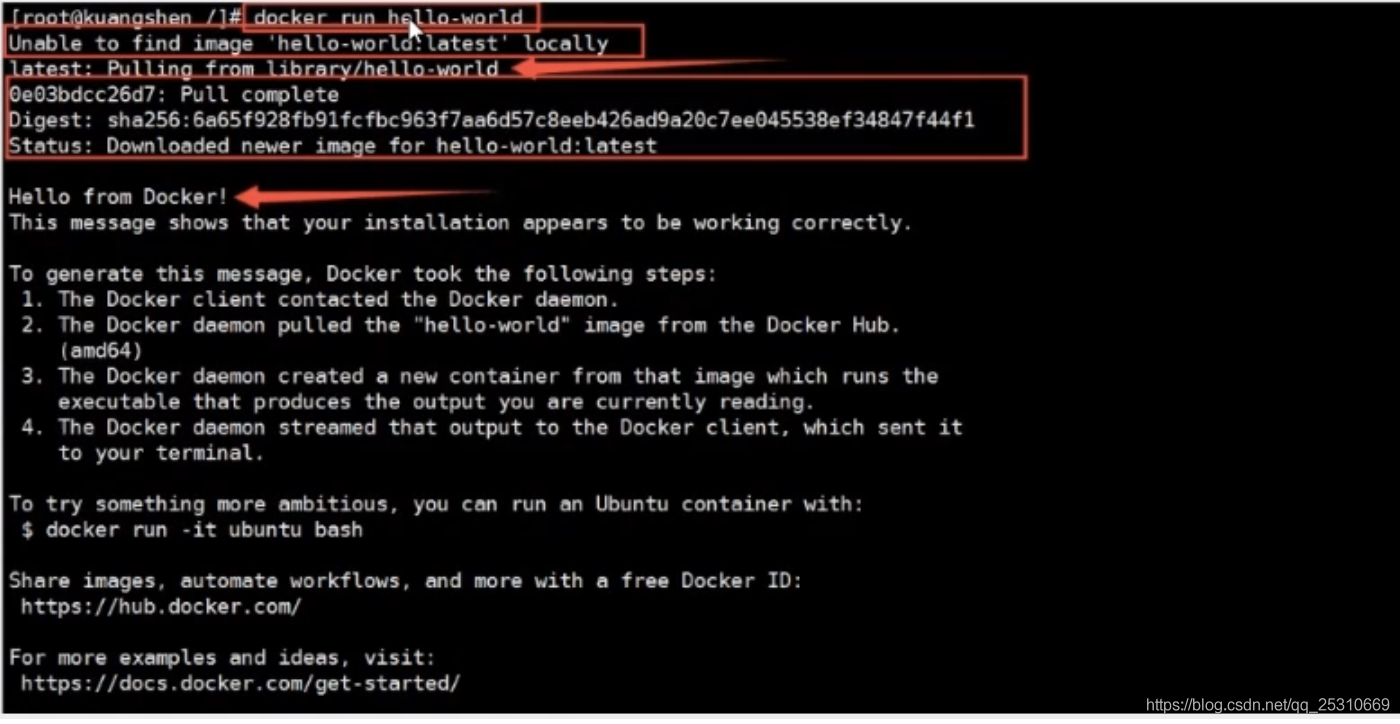 [root@kuangshen /]# docker run hello-world
Unable to find image 'hello-world:latest' locally
latest: Pulling from library/hello-world
0e03bdcc26d7: Pull complete
Digest: sha256:6a65f928fb91fcfbc963f7aa6d57c8eeb426ad9a20c7ee045538ef34847f44f1
Status: Downloaded newer image for hello-world:latest
Hello from Docker!
This message shows that your installation appears to be working correctly.
To generate this message, Docker took the following steps:
1. The Docker client contacted the Docker daemon.
2. The Docker daemon pulled the "hello-world" image from the Docker Hub.
(amd64)
3. The Docker daemon created a new container from that image which runs the
executable that produces the output you are currently reading.
4. The Docker daemon streamed that output to the Docker client, which sent it
to your terminal.
To try something more ambitious, you can run an Ubuntu container with:
$ docker run -it ubuntu bash
Share images, automate workflows, and more with a free Docker ID:
https://hub.docker.com/
For more examples and ideas, visit:
https://docs.docker.com/get-started/
https://blog.csdn.net/qq_25310669